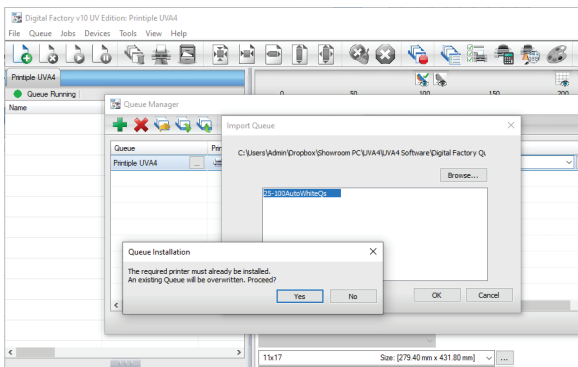 Digital Factory v10 UV Edition: Printiple UVA4
File Queue Jobs Devices Tools View Help
Printiple UVA4
Queue Running
0 50 100 150 200
Name
Queue Manager
Import Queue
Queue
Printiple UVA4
...
C:\Users\Admin\Dropbox\Showroom PC\UVA4\UVA4 Software\Digital Factory Qu
Browse...
25-100AutoWhiteQs
Queue Installation
The required printer must already be installed.
An existing Queue will be overwritten. Proceed?
Yes No
OK Cancel
11x17 Size: [279.40 mm x 431.80 mm] ...